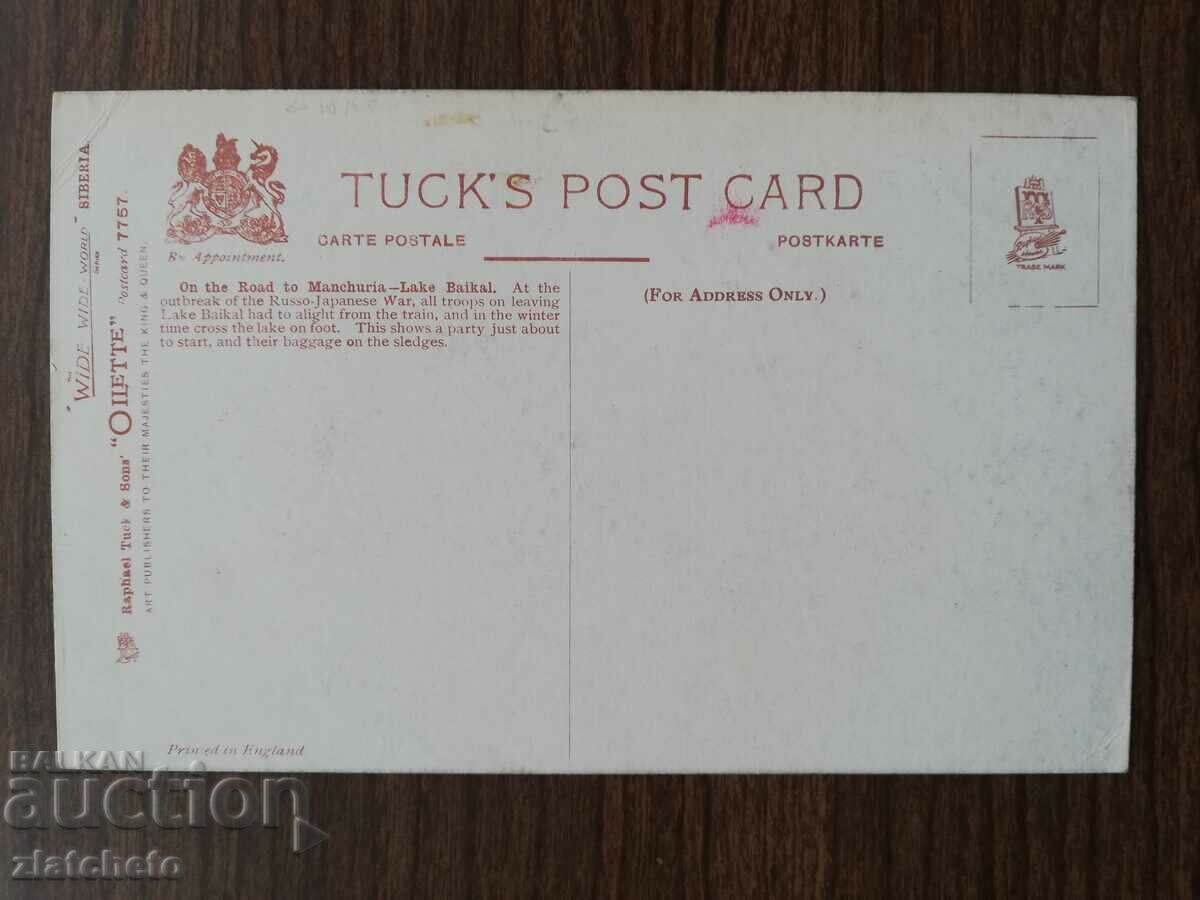 TUCK'S POST CARD
CARTE POSTALE
POSTKARTE
By Appointment.
TRADE MARK
On the Road to Manchuria—Lake Baikal. At the
outbreak of the Russo-Japanese War, all troops on leaving
Lake Baikal had to alight from the train, and in the winter
time cross the lake on foot. This shows a party just about
to start, and their baggage on the sledges.
(FOR ADDRESS ONLY.)
"THE WIDE WIDE WORLD" SERIES SIBERIA.
Raphael Tuck & Sons' "OILETTE" Postcard 7757.
ART PUBLISHERS TO THEIR MAJESTIES THE KING & QUEEN.
Printed in England
BALKAN
auction
zlatcheto